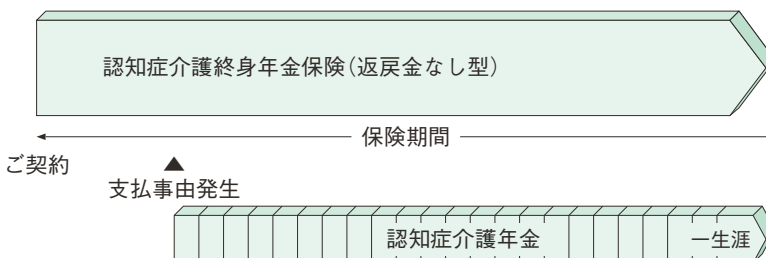 認知症介護終身年金保険(返戻金なし型)
保険期間
ご契約
支払事由発生
認知症介護年金
一生涯